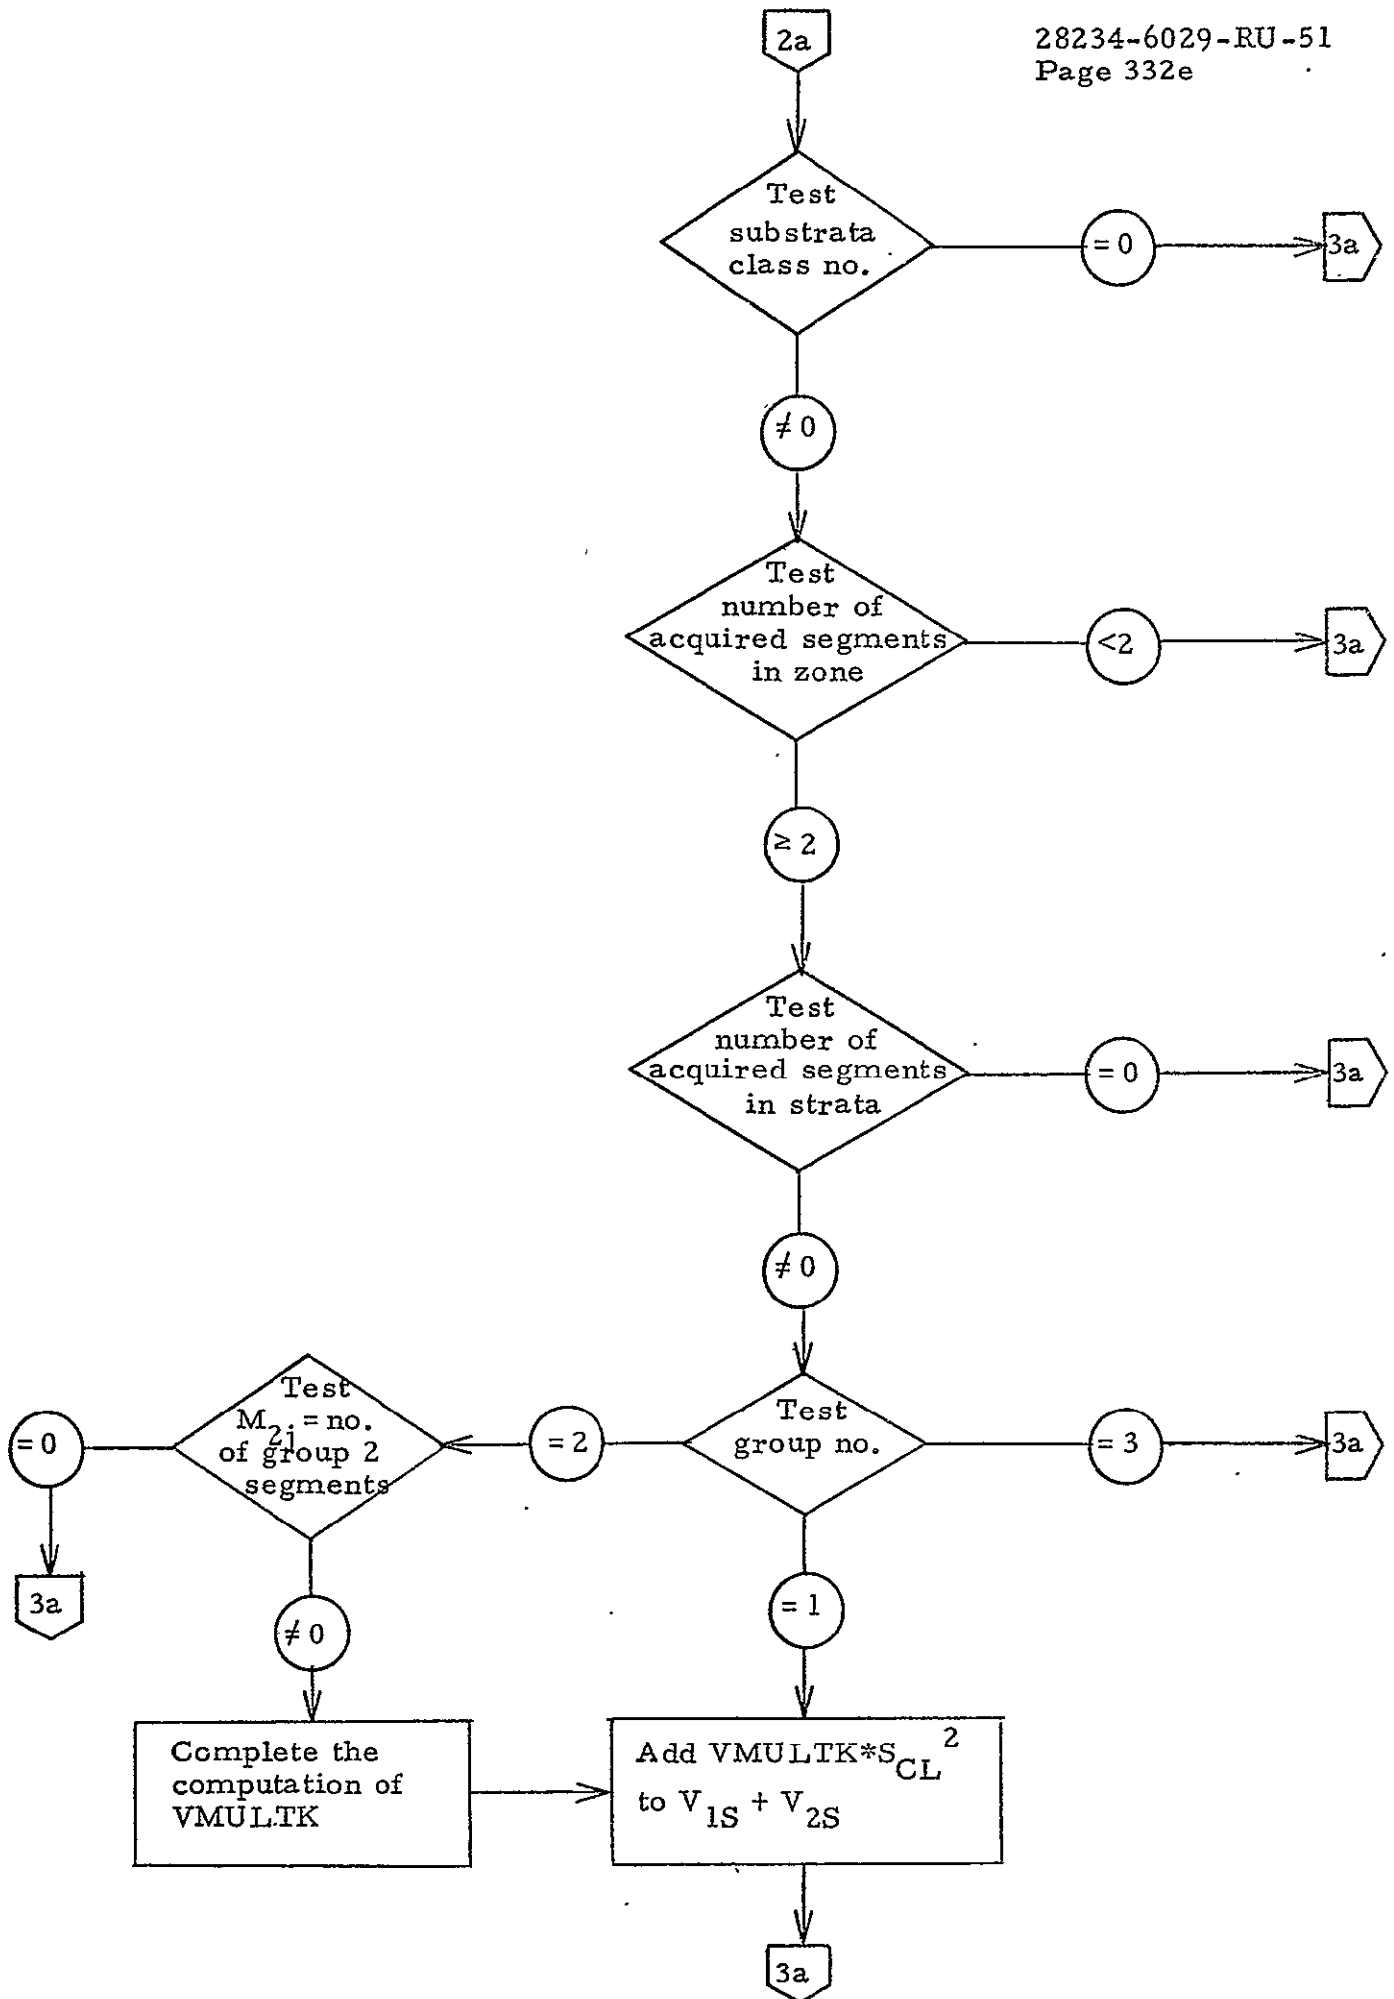 28234-6029-RU-51
Page 332e
2a
Test
substrata
class no.
= 0
3a
≠ 0
Test
number of
acquired segments
in zone
<2
3a
≥ 2
Test
number of
acquired segments
in strata
= 0
3a
≠ 0
Test
M2j = no.
of group 2
segments
= 0
3a
= 2
Test
group no.
= 3
3a
≠ 0
= 1
Complete the
computation of
VMULTK
Add VMULTK*SCL2
to V1S + V2S
3a